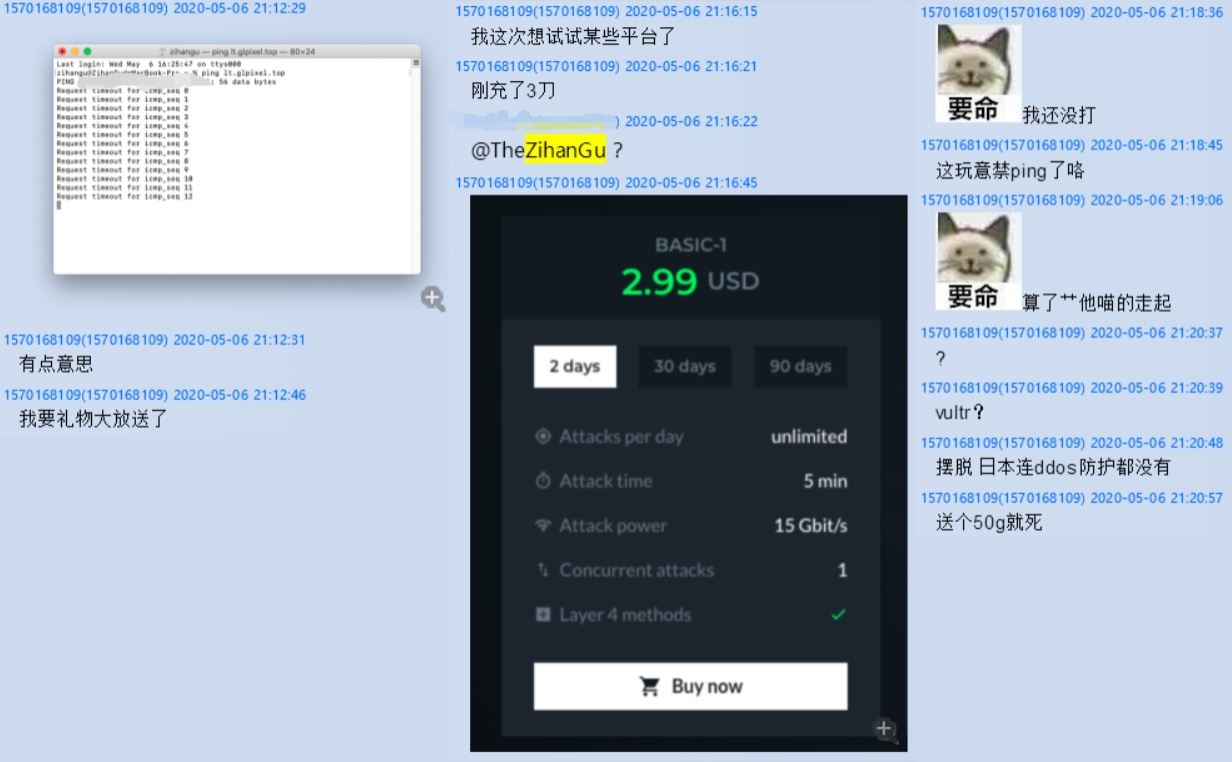 1570168109(1570168109) 2020-05-06 21:12:29
zihangu — ping lt.glpixel.top — 80×24
Last login: Wed May  6 16:25:47 on ttys000
ping lt.glpixel.top
PING : 56 data bytes
Request timeout for icmp_seq 0
Request timeout for icmp_seq 1
Request timeout for icmp_seq 2
Request timeout for icmp_seq 3
Request timeout for icmp_seq 4
Request timeout for icmp_seq 5
Request timeout for icmp_seq 6
Request timeout for icmp_seq 7
Request timeout for icmp_seq 8
Request timeout for icmp_seq 9
Request timeout for icmp_seq 10
Request timeout for icmp_seq 11
Request timeout for icmp_seq 12
1570168109(1570168109) 2020-05-06 21:12:31
有点意思
1570168109(1570168109) 2020-05-06 21:12:46
我要礼物大放送了
1570168109(1570168109) 2020-05-06 21:16:15
我这次想试试某些平台了
1570168109(1570168109) 2020-05-06 21:16:21
刚充了3刀
) 2020-05-06 21:16:22
@TheZihanGu ?
1570168109(1570168109) 2020-05-06 21:16:45
BASIC-1
2.99 USD
2 days 30 days 90 days
Attacks per day unlimited
Attack time 5 min
Attack power 15 Gbit/s
Concurrent attacks 1
Layer 4 methods
Buy now
1570168109(1570168109) 2020-05-06 21:18:36
要命 我还没打
1570168109(1570168109) 2020-05-06 21:18:45
这玩意禁ping了咯
1570168109(1570168109) 2020-05-06 21:19:06
要命 算了艹他喵的走起
1570168109(1570168109) 2020-05-06 21:20:37
?
1570168109(1570168109) 2020-05-06 21:20:39
vultr?
1570168109(1570168109) 2020-05-06 21:20:48
摆脱 日本连ddos防护都没有
1570168109(1570168109) 2020-05-06 21:20:57
送个50g就死